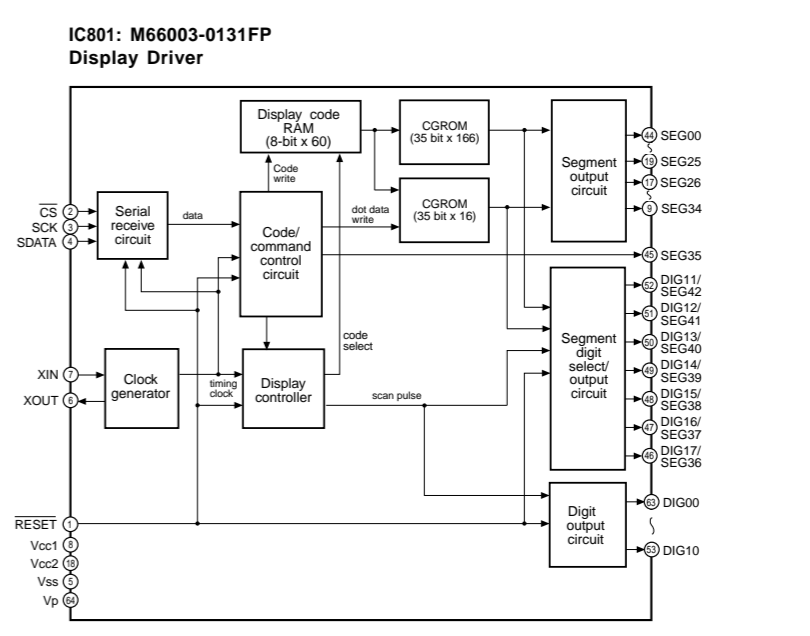 IC801: M66003-0131FP
Display Driver
Display code
RAM
(8-bit x 60)
CGROM
(35 bit x 166)
Segment
output
circuit
44 SEG00
19 SEG25
17 SEG26
9 SEG34
Code
write
CS 2
SCK 3
SDATA 4
Serial
receive
circuit
data
Code/
command
control
circuit
dot data
write
CGROM
(35 bit x 16)
45 SEG35
52 DIG11/
SEG42
51 DIG12/
SEG41
50 DIG13/
SEG40
49 DIG14/
SEG39
48 DIG15/
SEG38
47 DIG16/
SEG37
46 DIG17/
SEG36
Segment
digit
select/
output
circuit
code
select
XIN 7
XOUT 6
Clock
generator
timing
clock
Display
controller
scan pulse
RESET 1
Vcc1 8
Vcc2 18
Vss 5
Vp 64
Digit
output
circuit
63 DIG00
53 DIG10